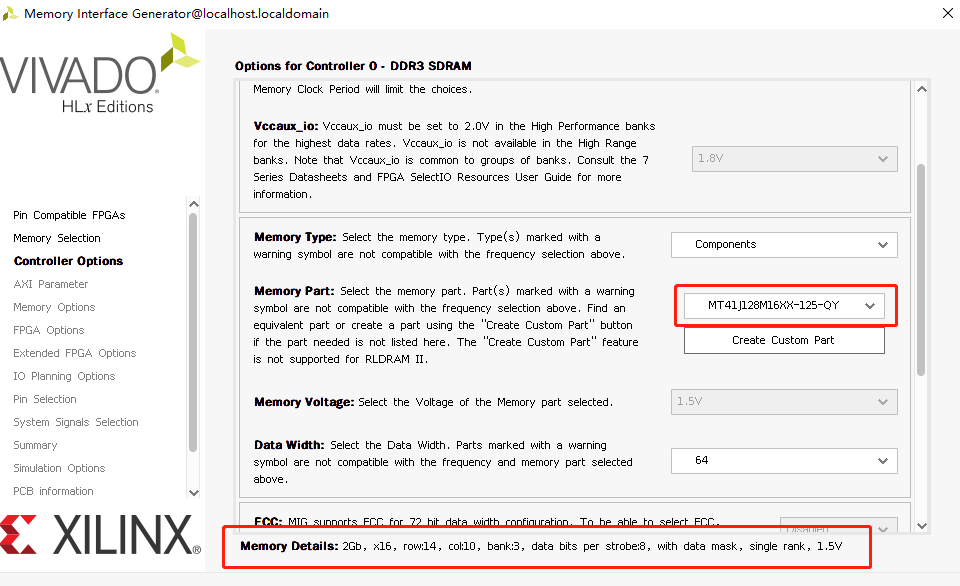 Memory Interface Generator@localhost.localdomain
VIVADO
HLx Editions
Pin Compatible FPGAs
Memory Selection
Controller Options
AXI Parameter
Memory Options
FPGA Options
Extended FPGA Options
IO Planning Options
Pin Selection
System Signals Selection
Summary
Simulation Options
PCB information
XILINX®
Options for Controller 0 - DDR3 SDRAM
Memory Clock Period will limit the choices.
Vccaux_io: Vccaux_io must be set to 2.0V in the High Performance banks
for the highest data rates. Vccaux_io is not available in the High Range
banks. Note that Vccaux_io is common to groups of banks. Consult the 7
Series Datasheets and FPGA SelectIO Resources User Guide for more
information.
1.8V
Memory Type: Select the memory type. Type(s) marked with a
warning symbol are not compatible with the frequency selection above.
Components
Memory Part: Select the memory part. Part(s) marked with a warning
symbol are not compatible with the frequency selection above. Find an
equivalent part or create a part using the "Create Custom Part" button
if the part needed is not listed here. The "Create Custom Part" feature
is not supported for RLDRAM II.
MT41J128M16XX-125-QY
Create Custom Part
Memory Voltage: Select the Voltage of the Memory part selected.
1.5V
Data Width: Select the Data Width. Parts marked with a warning
symbol are not compatible with the frequency and memory part selected
above.
64
ECC: MIG supports ECC for 72 bit data width configuration. To be able to select ECC,
Disabled
Memory Details: 2Gb, x16, row:14, col:10, bank:3, data bits per strobe:8, with data mask, single rank, 1.5V